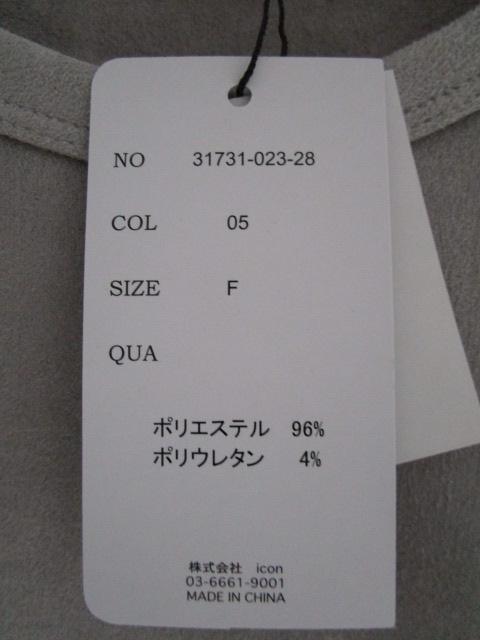 NO 31731-023-28
COL 05
SIZE F
QUA
ポリエステル 96%
ポリウレタン 4%
株式会社 icon
03-6661-9001
MADE IN CHINA